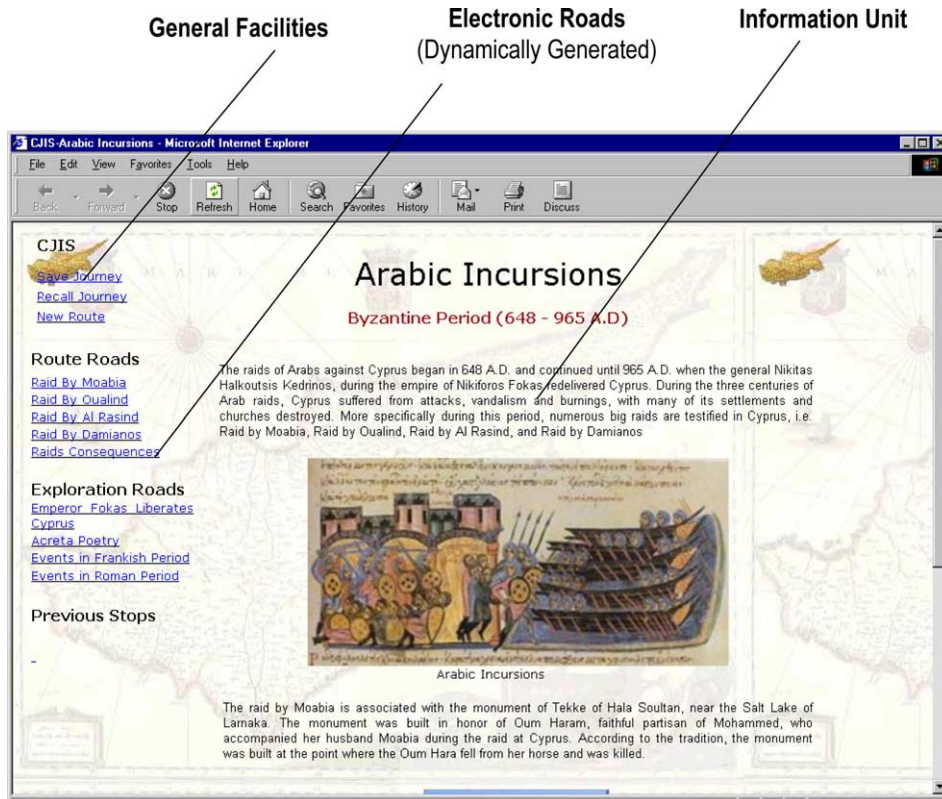 General Facilities
Electronic Roads
(Dynamically Generated)
Information Unit
CJIS-Arabic Incursions - Microsoft Internet Explorer
File Edit View Favorites Tools Help
Back Forward Stop Refresh Home Search Favorites History Mail Print Discuss
CJIS
Save Journey
Recall Journey
New Route
Route Roads
Raid By Moabia
Raid By Oualind
Raid By Al Rasind
Raid By Damianos
Raids Consequences
Exploration Roads
Emperor Fokas Liberates
Cyprus
Acreta Poetry
Events in Frankish Period
Events in Roman Period
Previous Stops
Arabic Incursions
Byzantine Period (648 - 965 A.D)
The raids of Arabs against Cyprus began in 648 A.D. and continued until 965 A.D. when the general Nikitas
Halkoutsis Kedrinos, during the empire of Nikiforos Fokas redelivered Cyprus. During the three centuries of
Arab raids, Cyprus suffered from attacks, vandalism and burnings, with many of its settlements and
churches destroyed. More specifically during this period, numerous big raids are testified in Cyprus, i.e.
Raid by Moabia, Raid by Oualind, Raid by Al Rasind, and Raid by Damianos
Arabic Incursions
The raid by Moabia is associated with the monument of Tekke of Hala Soultan, near the Salt Lake of
Larnaka. The monument was built in honor of Oum Haram, faithful partisan of Mohammed, who
accompanied her husband Moabia during the raid at Cyprus. According to the tradition, the monument
was built at the point where the Oum Hara fell from her horse and was killed.